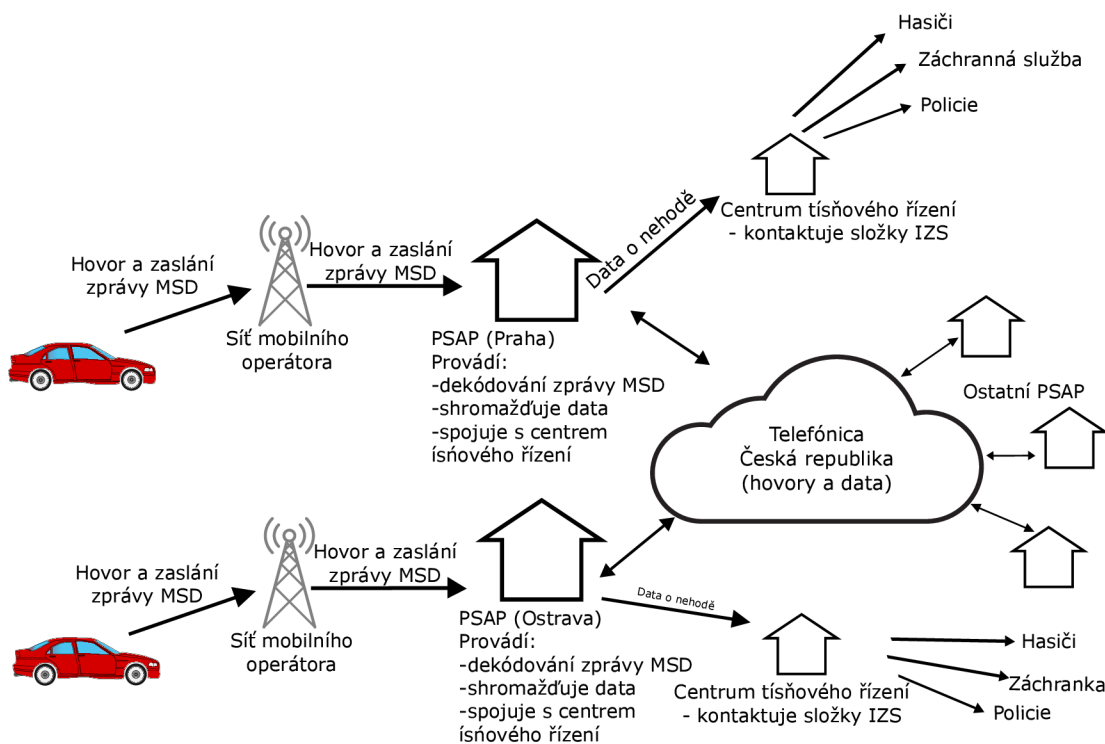 Hasiči
Záchranná služba
Policie
Centrum tísňového řízení
- kontaktuje složky IZS
Data o nehodě
Hovor a zaslání
zprávy MSD
Hovor a zaslání
zprávy MSD
Síť mobilního
operátora
PSAP (Praha)
Provádí:
-dekódování zprávy MSD
-shromažďuje data
-spojuje s centrem
ísňového řízení
Ostatní PSAP
Telefónica
Česká republika
(hovory a data)
Hovor a zaslání
zprávy MSD
Hovor a zaslání
zprávy MSD
Síť mobilního
operátora
PSAP (Ostrava)
Provádí:
-dekódování zprávy MSD
-shromažďuje data
-spojuje s centrem
ísňového řízení
Data o nehodě
Centrum tísňového řízení
- kontaktuje složky IZS
Hasiči
Záchranka
Policie